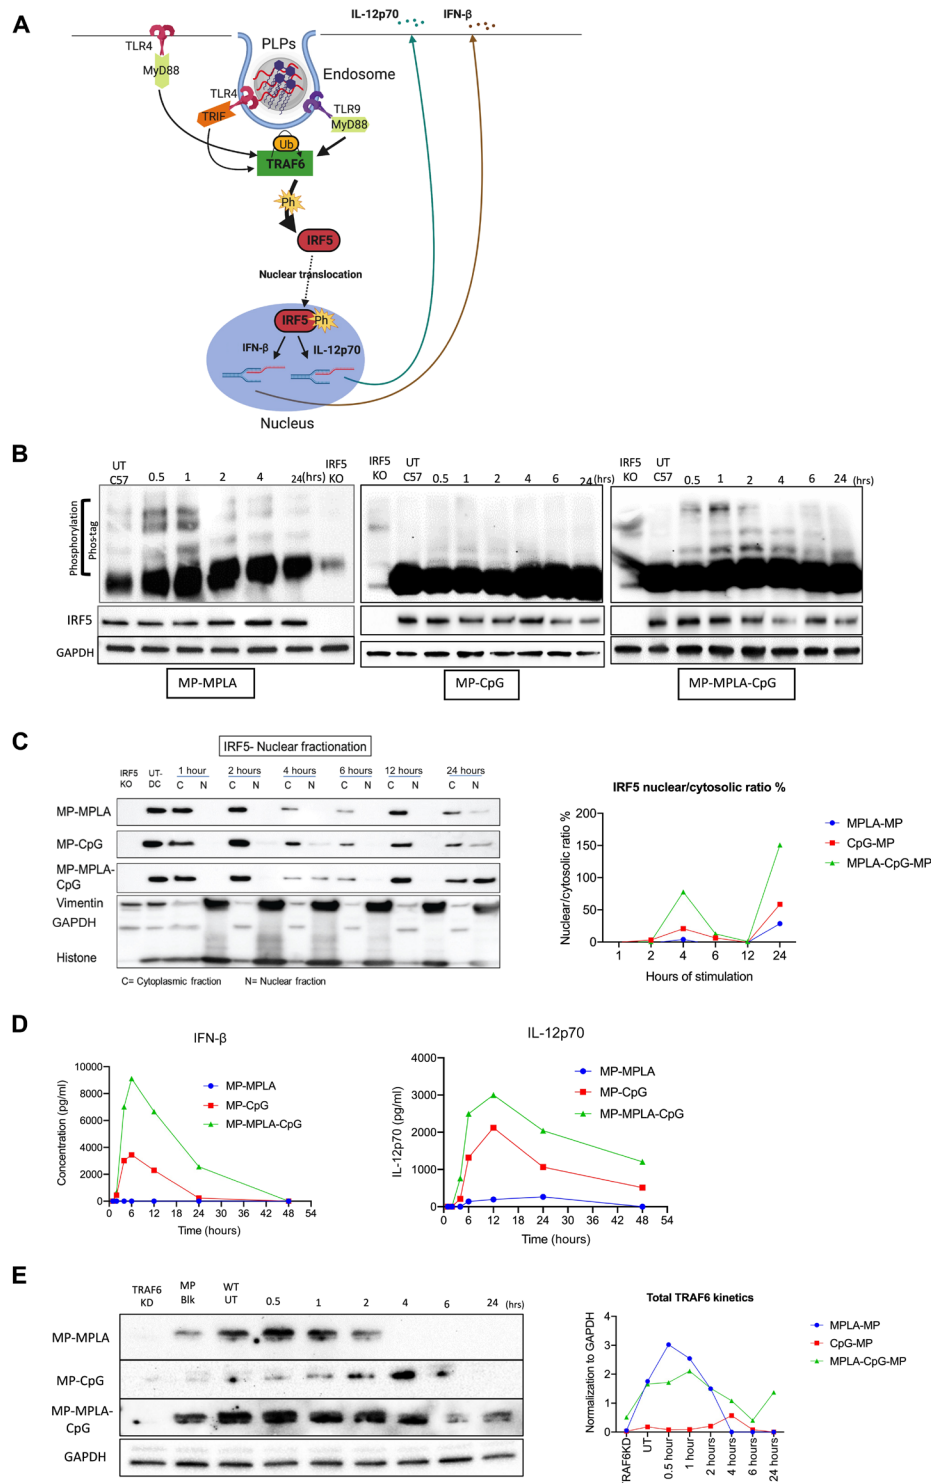 A
IL-12p70
IFN-β
TLR4
MyD88
PLPs
Endosome
TLR4
TRIF
TLR9
MyD88
Ub
TRAF6
Ph
IRF5
Nuclear translocation
IRF5
Ph
IFN-β
IL-12p70
Nucleus
B
UT C57 0.5 1 2 4 24(hrs) IRF5 KO
IRF5 KO UT C57 0.5 1 2 4 6 24 (hrs)
IRF5 KO UT C57 0.5 1 2 4 6 24 (hrs)
Phosphorylation
Phos-tag
IRF5
GAPDH
MP-MPLA
MP-CpG
MP-MPLA-CpG
C
IRF5- Nuclear fractionation
IRF5 KO UT-DC 1 hour 2 hours 4 hours 6 hours 12 hours 24 hours
C N C N C N C N C N C N
MP-MPLA
MP-CpG
MP-MPLA-
CpG
Vimentin
GAPDH
Histone
C= Cytoplasmic fraction N= Nuclear fraction
IRF5 nuclear/cytosolic ratio %
Nuclear/cytosolic ratio %
200
150
100
50
0
1 2 4 6 12 24
Hours of stimulation
MPLA-MP
CpG-MP
MPLA-CpG-MP
D
IFN-β
Concentration (pg/ml)
10000
8000
6000
4000
2000
0
0 6 12 18 24 30 36 42 48 54
Time (hours)
MP-MPLA
MP-CpG
MP-MPLA-CpG
IL-12p70
IL-12p70 (pg/ml)
4000
3000
2000
1000
0
0 6 12 18 24 30 36 42 48 54
Time (hours)
MP-MPLA
MP-CpG
MP-MPLA-CpG
E
TRAF6 KD MP Blk WT UT 0.5 1 2 4 6 24 (hrs)
MP-MPLA
MP-CpG
MP-MPLA-
CpG
GAPDH
Total TRAF6 kinetics
Normalization to GAPDH
4
3
2
1
0
TRAF6KD
UT
0.5 hour
1 hour
2 hours
4 hours
6 hours
24 hours
MPLA-MP
CpG-MP
MPLA-CpG-MP